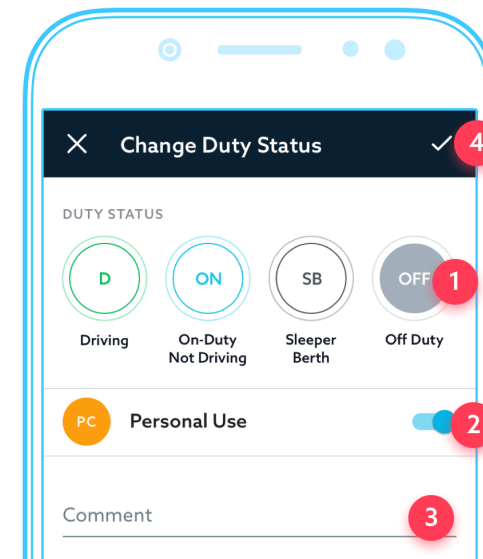 Change Duty Status
4
DUTY STATUS
D
ON
SB
OFF
1
Driving
On-Duty
Not Driving
Sleeper
Berth
Off Duty
PC
Personal Use
2
Comment
3